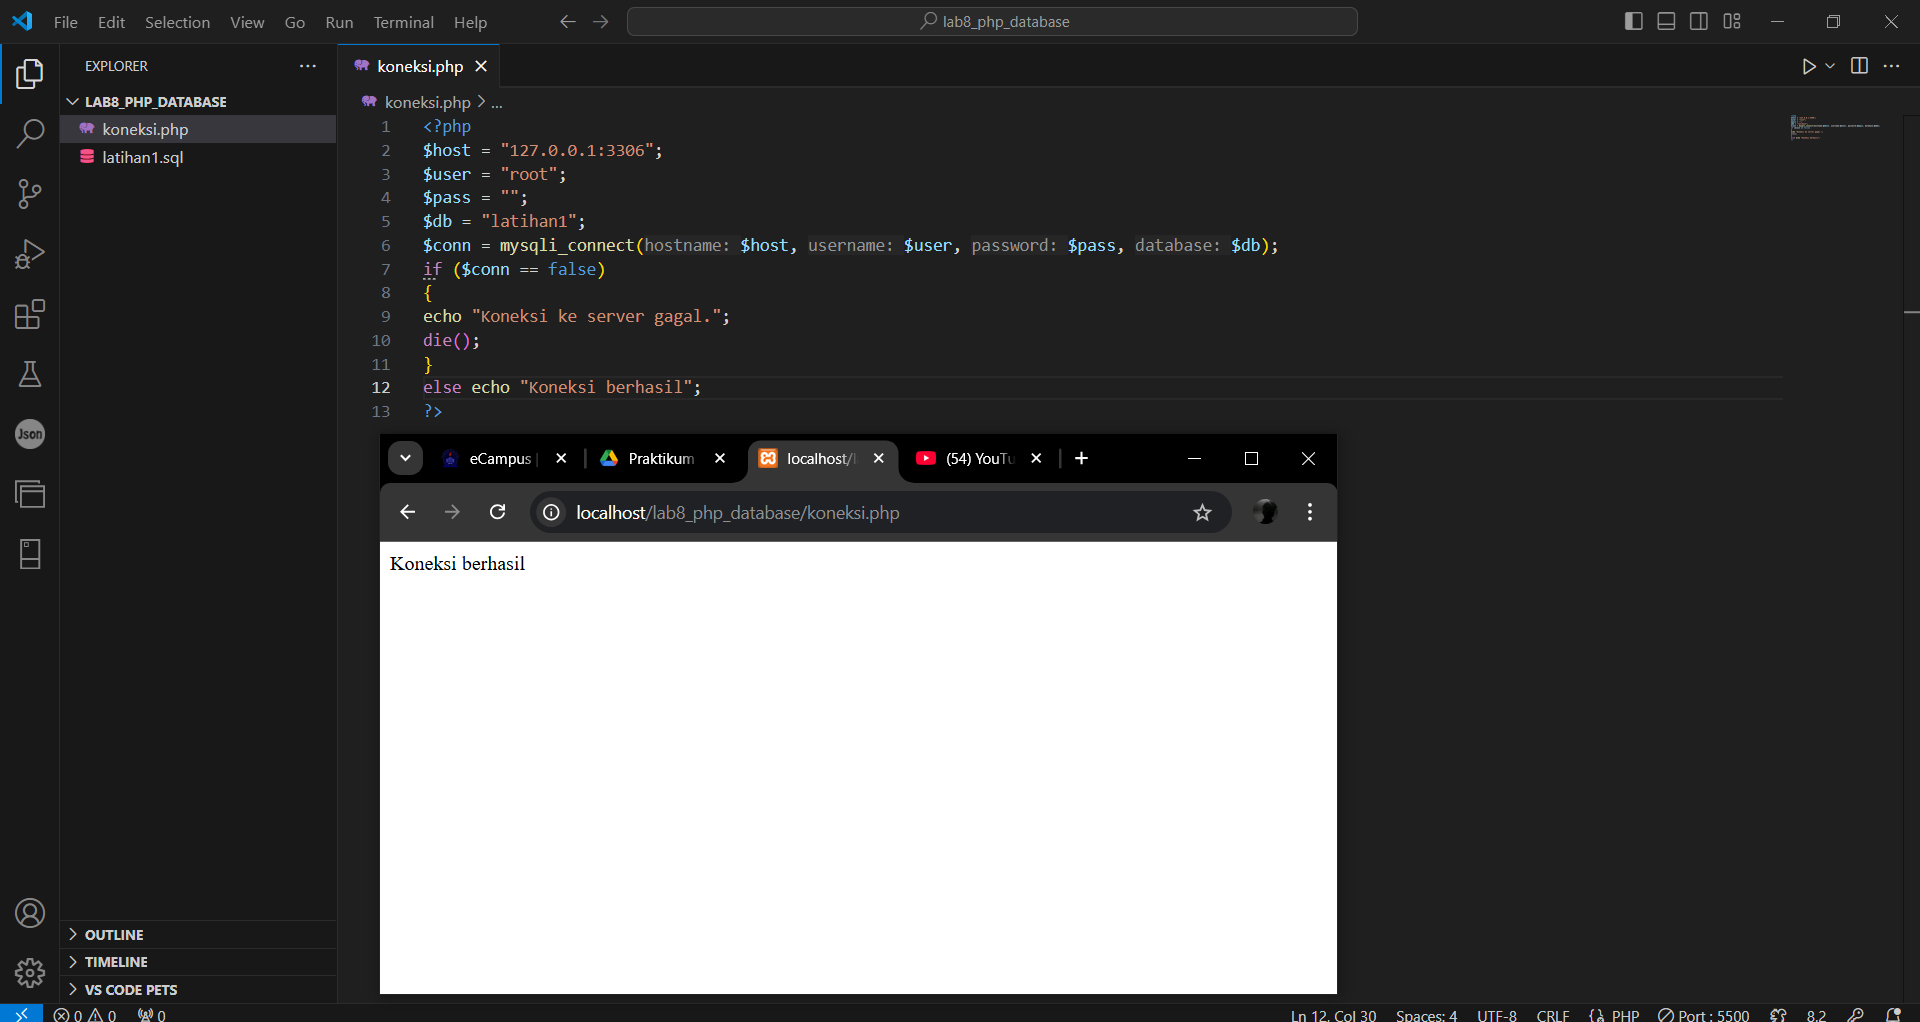 File Edit Selection View Go Run Terminal Help
lab8_php_database
EXPLORER
LAB8_PHP_DATABASE
koneksi.php
latihan1.sql
koneksi.php
koneksi.php > ...
1 <?php
2 $host = "127.0.0.1:3306";
3 $user = "root";
4 $pass = "";
5 $db = "latihan1";
6 $conn = mysqli_connect(hostname: $host, username: $user, password: $pass, database: $db);
7 if ($conn == false)
8 {
9 echo "Koneksi ke server gagal.";
10 die();
11 }
12 else echo "Koneksi berhasil";
13 ?>
Json
eCampus |
Praktikum
localhost/l
(54) YouTu
localhost/lab8_php_database/koneksi.php
Koneksi berhasil
OUTLINE
TIMELINE
VS CODE PETS
0 0 0
Ln 12, Col 30 Spaces: 4 UTF-8 CRLF PHP Port : 5500 8.2